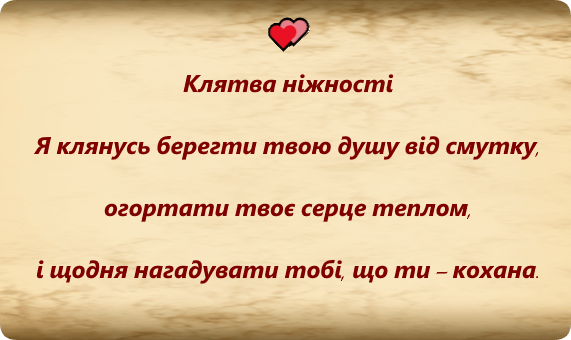 Клятва ніжності
Я клянусь берегти твою душу від смутку,
огортати твоє серце теплом,
і щодня нагадувати тобі, що ти – кохана.